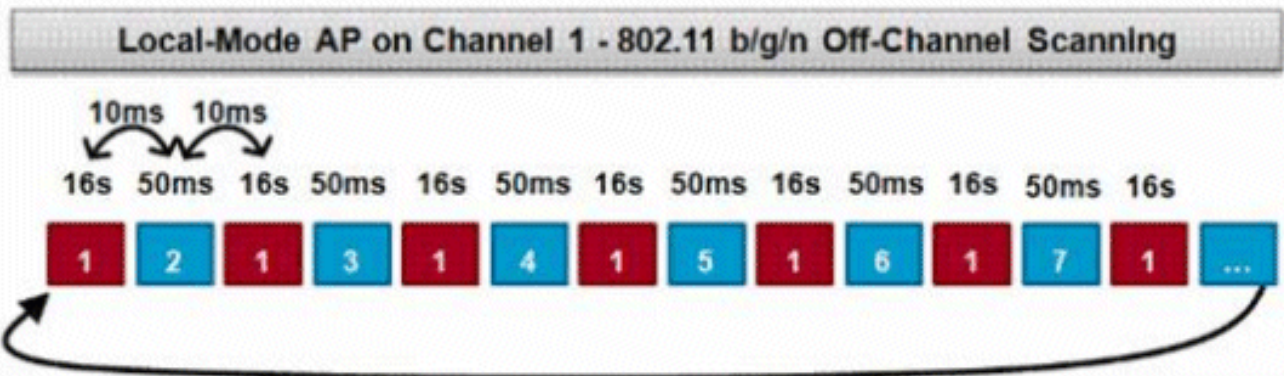 Local-Mode AP on Channel 1 - 802.11 b/g/n Off-Channel Scanning
10ms 10ms
16s 50ms 16s 50ms 16s 50ms 16s 50ms 16s 50ms 16s 50ms 16s
1 2 1 3 1 4 1 5 1 6 1 7 1 ...